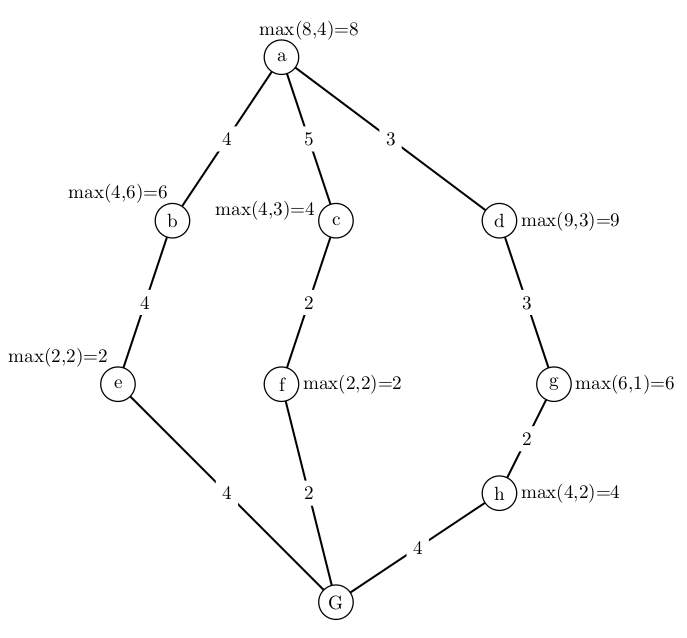 max(8,4)=8
a
4
5
3
max(4,6)=6
b
max(4,3)=4
c
d
max(9,3)=9
4
2
3
max(2,2)=2
e
f
max(2,2)=2
g
max(6,1)=6
2
4
2
h
max(4,2)=4
4
G